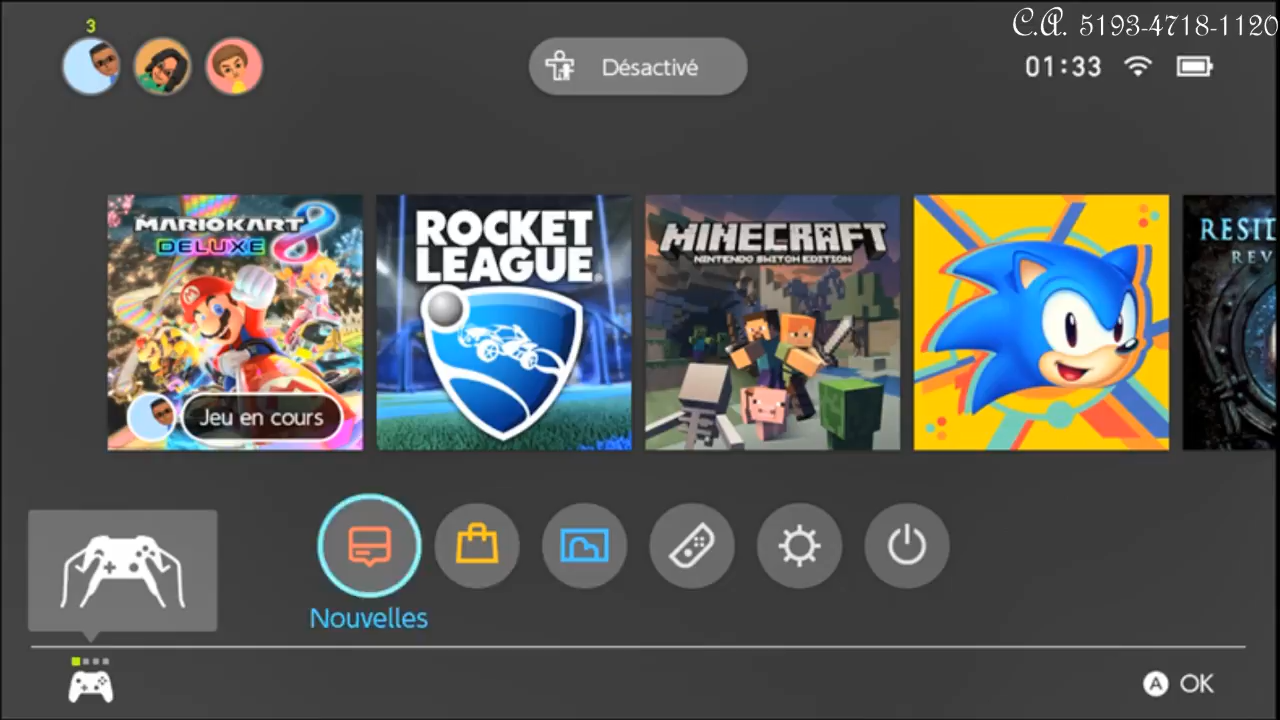 C.A. 5193-4718-1120
3
Désactivé
01:33
MARIOKART 8
DELUXE
Jeu en cours
ROCKET
LEAGUE
MINECRAFT
NINTENDO SWITCH EDITION
RESID
REV
Nouvelles
A OK